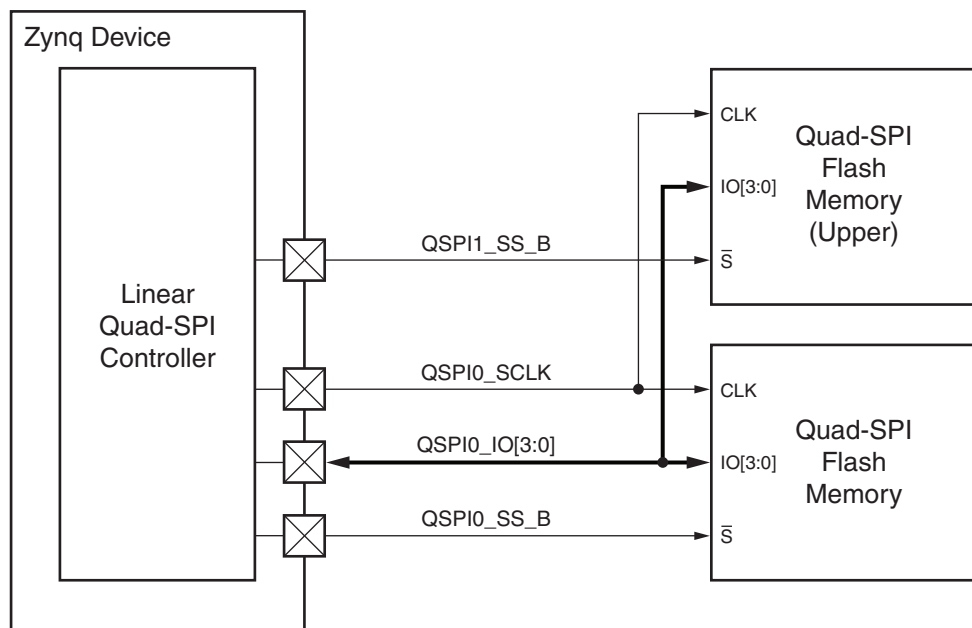 Zynq Device
Linear
Quad-SPI
Controller
QSPI1_SS_B
QSPI0_SCLK
QSPI0_IO[3:0]
QSPI0_SS_B
CLK
IO[3:0]
S̅
Quad-SPI
Flash
Memory
(Upper)
CLK
IO[3:0]
S̅
Quad-SPI
Flash
Memory